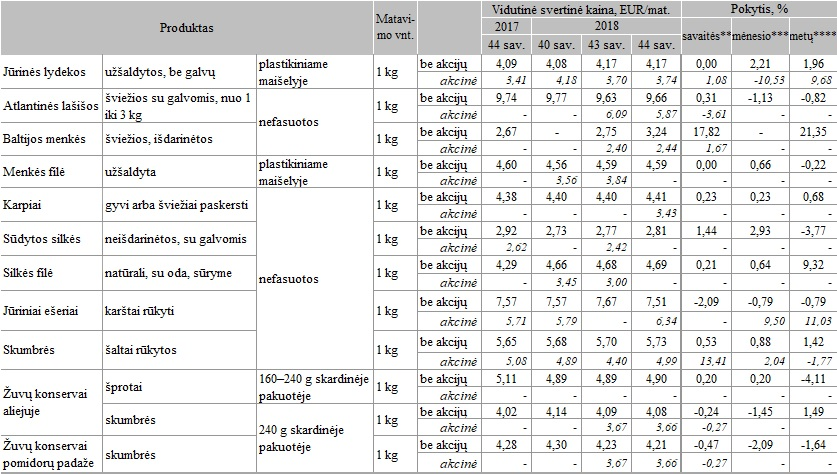 Produktas Matavimo vnt. Vidutinė svertinė kaina, EUR/mat. Pokytis, %
2017 2018 savaitės** mėnesio*** metų****
44 sav. 40 sav. 43 sav. 44 sav.
Jūrinės lydekos užšaldytos, be galvų plastikiniame maišelyje 1 kg be akcijų 4,09 4,08 4,17 4,17 0,00 2,21 1,96
akcinė 3,41 4,18 3,70 3,74 1,08 -10,53 9,68
Atlantinės lašišos šviežios su galvomis, nuo 1 iki 3 kg nefasuotos 1 kg be akcijų 9,74 9,77 9,63 9,66 0,31 -1,13 -0,82
akcinė - - 6,09 5,87 -3,61 - -
Baltijos menkės šviežios, išdarinėtos 1 kg be akcijų 2,67 - 2,75 3,24 17,82 - 21,35
akcinė - - 2,40 2,44 1,67 - -
Menkės filė užšaldyta plastikiniame maišelyje 1 kg be akcijų 4,60 4,56 4,59 4,59 0,00 0,66 -0,22
akcinė - 3,56 3,84 - - - -
Karpiai gyvi arba šviežiai paskersti nefasuotos 1 kg be akcijų 4,38 4,40 4,40 4,41 0,23 0,23 0,68
akcinė - - - 3,43 - - -
Sūdytos silkės neišdarinėtos, su galvomis 1 kg be akcijų 2,92 2,73 2,77 2,81 1,44 2,93 -3,77
akcinė 2,62 - 2,42 - - - -
Silkės filė natūrali, su oda, sūryme 1 kg be akcijų 4,29 4,66 4,68 4,69 0,21 0,64 9,32
akcinė - 3,45 3,00 - - - -
Jūriniai ešeriai karštai rūkyti 1 kg be akcijų 7,57 7,57 7,67 7,51 -2,09 -0,79 -0,79
akcinė 5,71 5,79 - 6,34 - 9,50 11,03
Skumbrės šaltai rūkytos 1 kg be akcijų 5,65 5,68 5,70 5,73 0,53 0,88 1,42
akcinė 5,08 4,89 4,40 4,99 13,41 2,04 -1,77
Žuvų konservai aliejuje šprotai 160–240 g skardinėje pakuotėje 1 kg be akcijų 5,11 4,89 4,89 4,90 0,20 0,20 -4,11
akcinė - - - - - - -
skumbrės 240 g skardinėje pakuotėje 1 kg be akcijų 4,02 4,14 4,09 4,08 -0,24 -1,45 1,49
akcinė - - 3,67 3,66 -0,27 - -
Žuvų konservai pomidorų padaže skumbrės 1 kg be akcijų 4,28 4,30 4,23 4,21 -0,47 -2,09 -1,64
akcinė - - 3,67 3,66 -0,27 - -